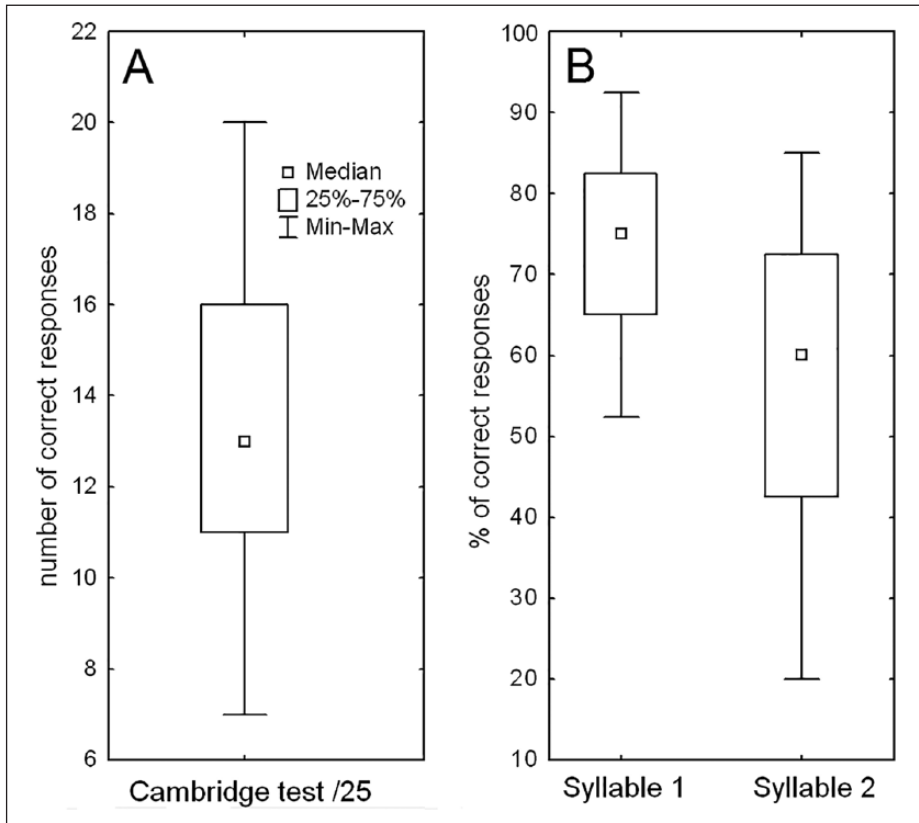 A
number of correct responses
22
20
18
16
14
12
10
8
6
Median
25%-75%
Min-Max
Cambridge test /25
B
% of correct responses
100
90
80
70
60
50
40
30
20
10
Syllable 1
Syllable 2